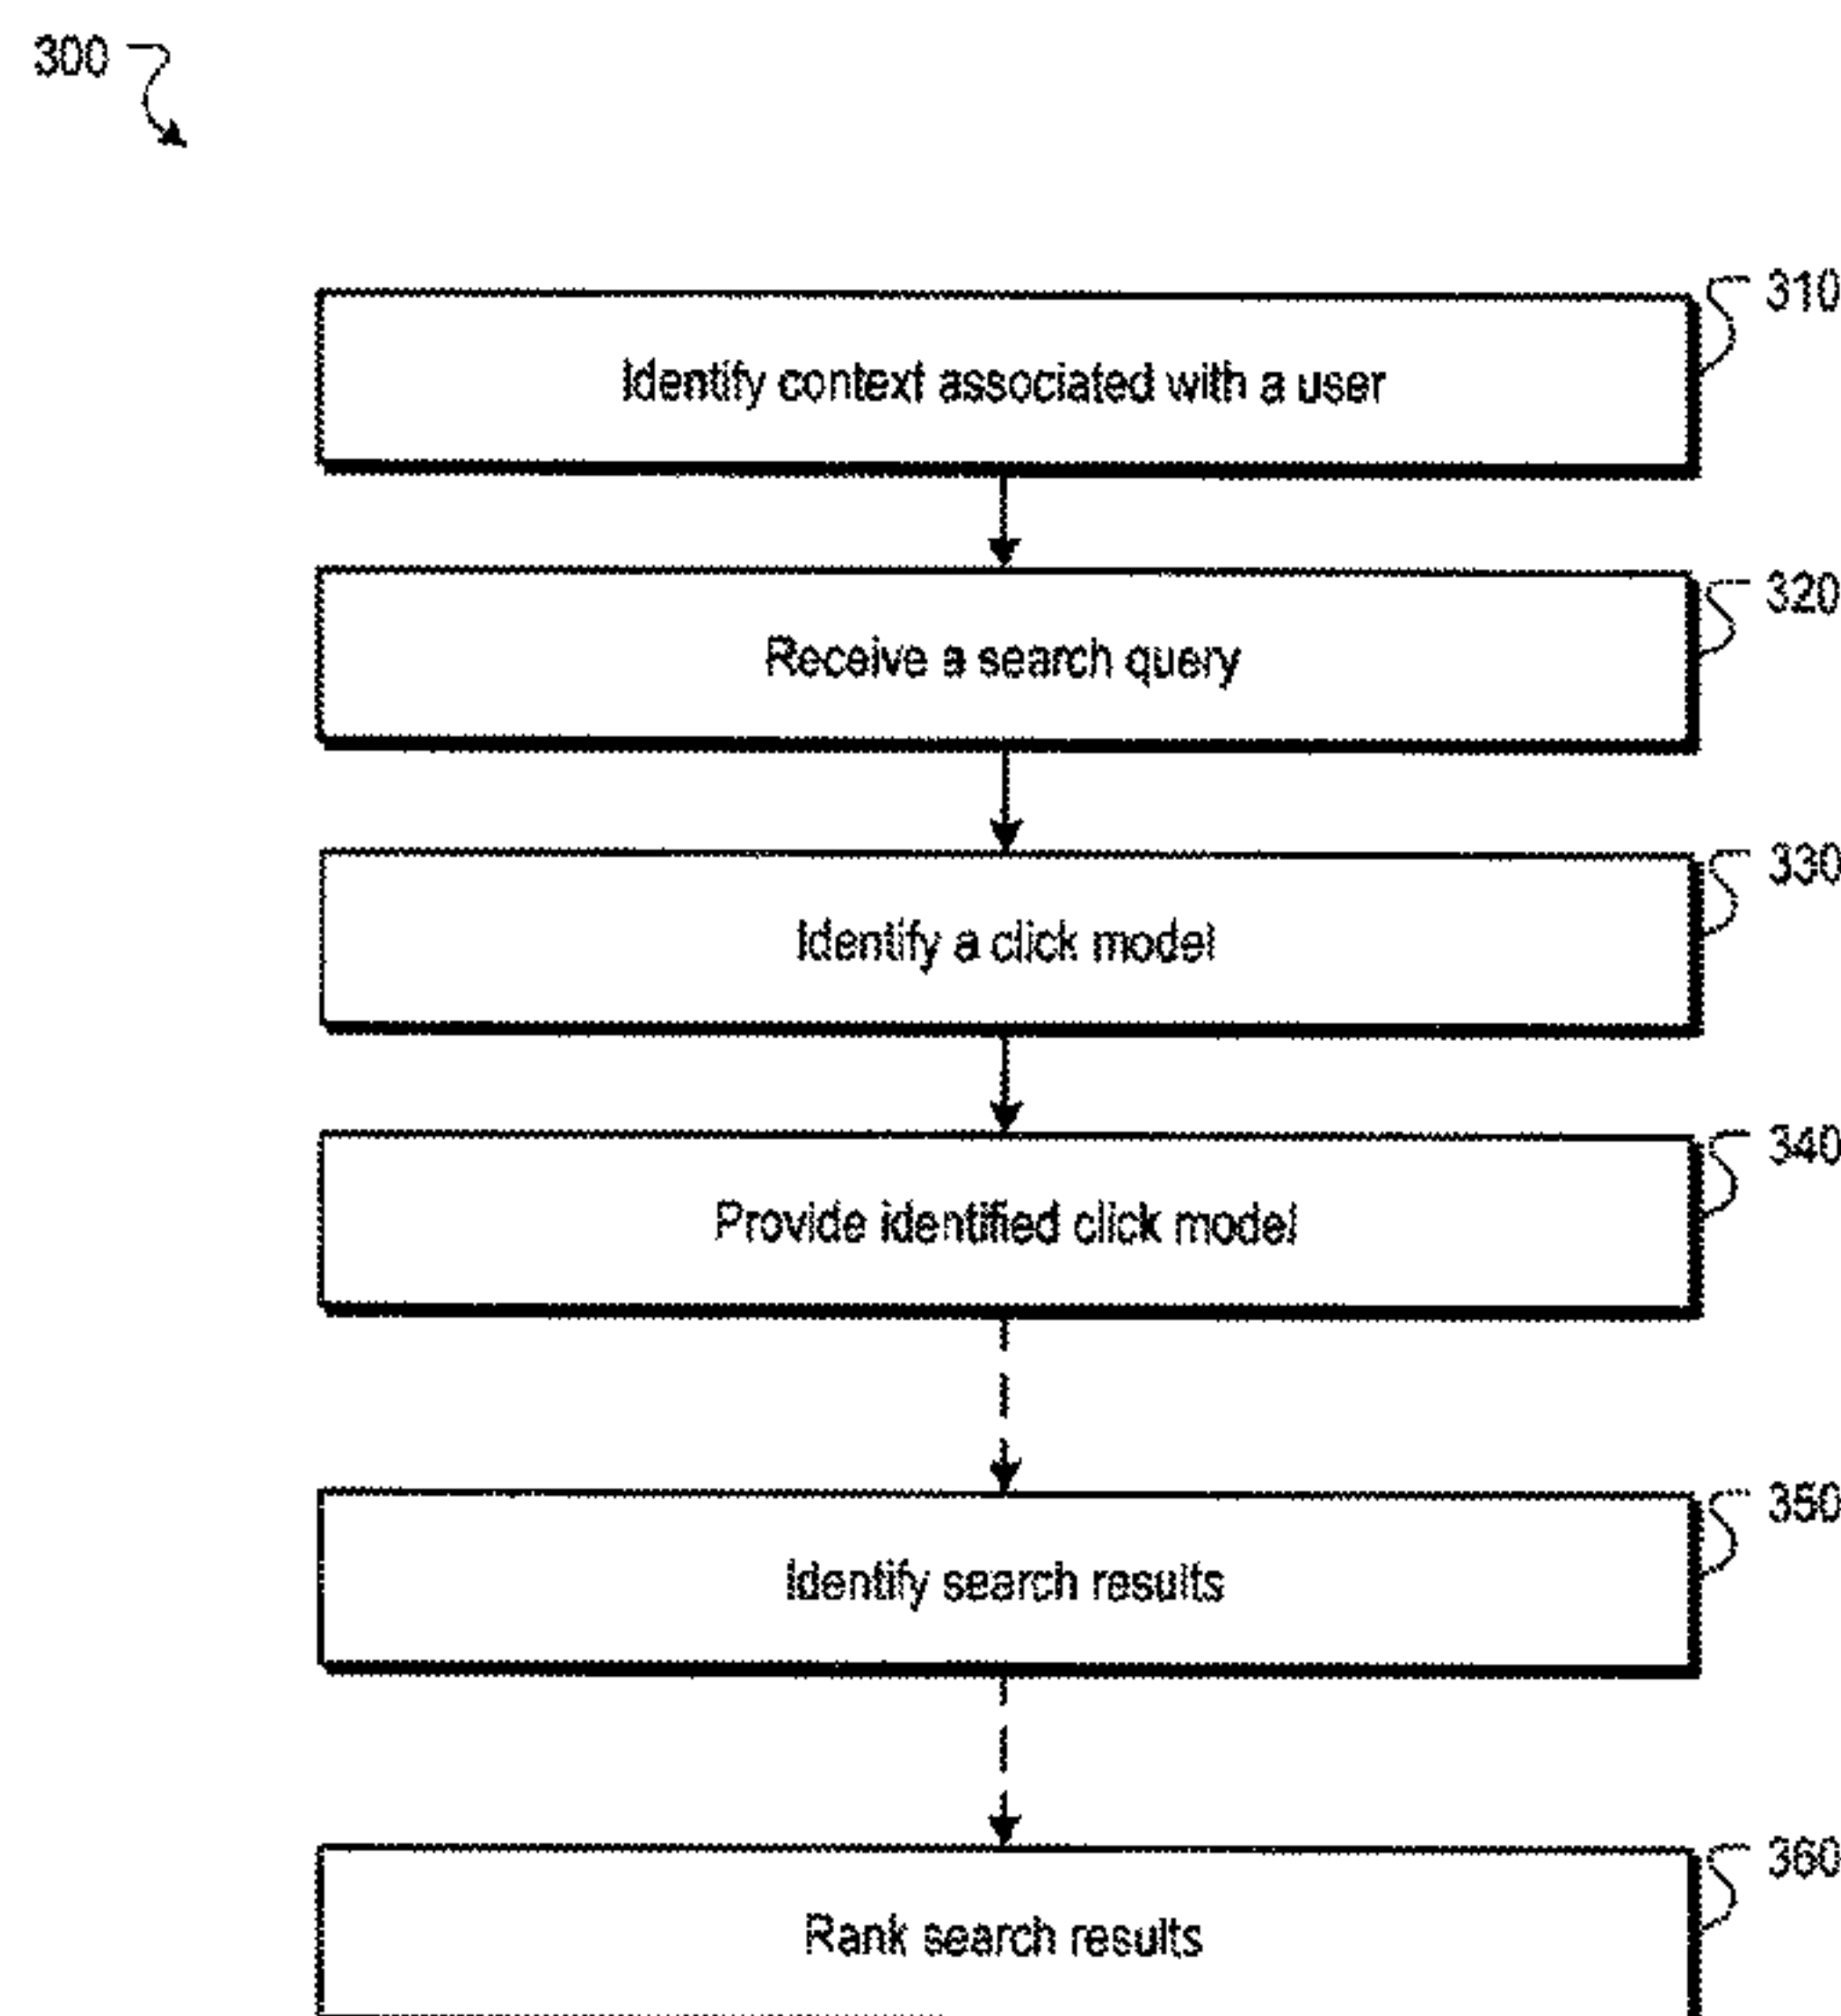 300
310
Identify context associated with a user
320
Receive a search query
330
Identify a click model
340
Provide identified click model
350
Identify search results
360
Rank search results